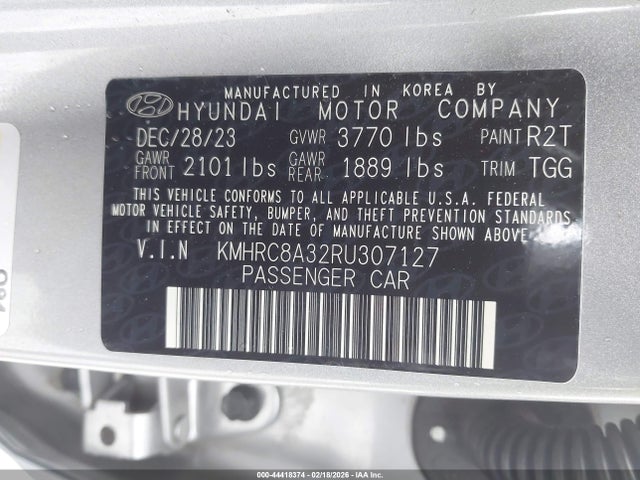 MANUFACTURED IN KOREA BY
HYUNDAI MOTOR COMPANY
DEC/28/23 GVWR 3770 lbs PAINT R2T
GAWR FRONT 2101 lbs GAWR REAR 1889 lbs TRIM TGG
THIS VEHICLE CONFORMS TO ALL APPLICABLE U.S.A. FEDERAL
MOTOR VEHICLE SAFETY, BUMPER, AND THEFT PREVENTION STANDARDS
IN EFFECT ON THE DATE OF MANUFACTURE SHOWN ABOVE.
V.I.N KMHRC8A32RU307127
PASSENGER CAR
000-44418374 - 02/18/2026 - Copyright © IAA, Inc.